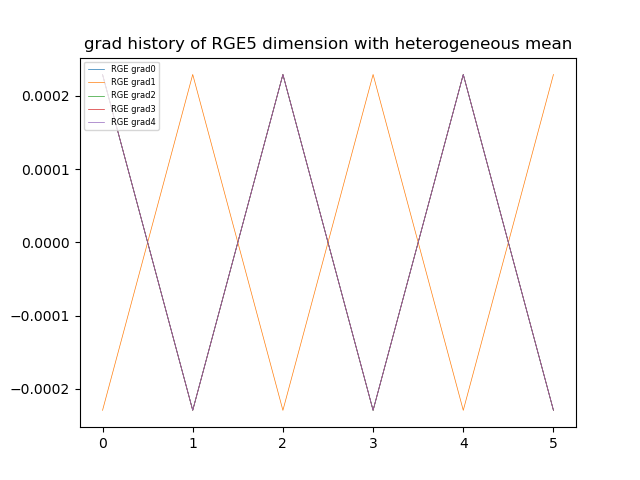 grad history of RGE5 dimension with heterogeneous mean
RGE grad0
RGE grad1
RGE grad2
RGE grad3
RGE grad4
0.0002
0.0001
0.0000
−0.0001
−0.0002
0 1 2 3 4 5